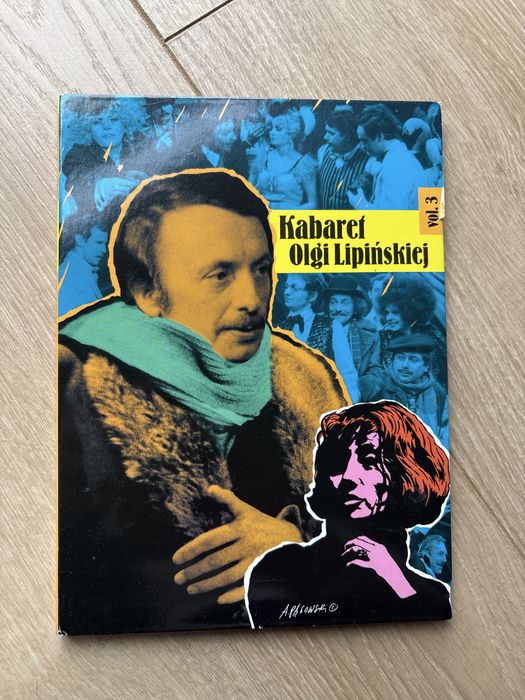 Kabaret
Olgi Lipińskiej
vol. 3